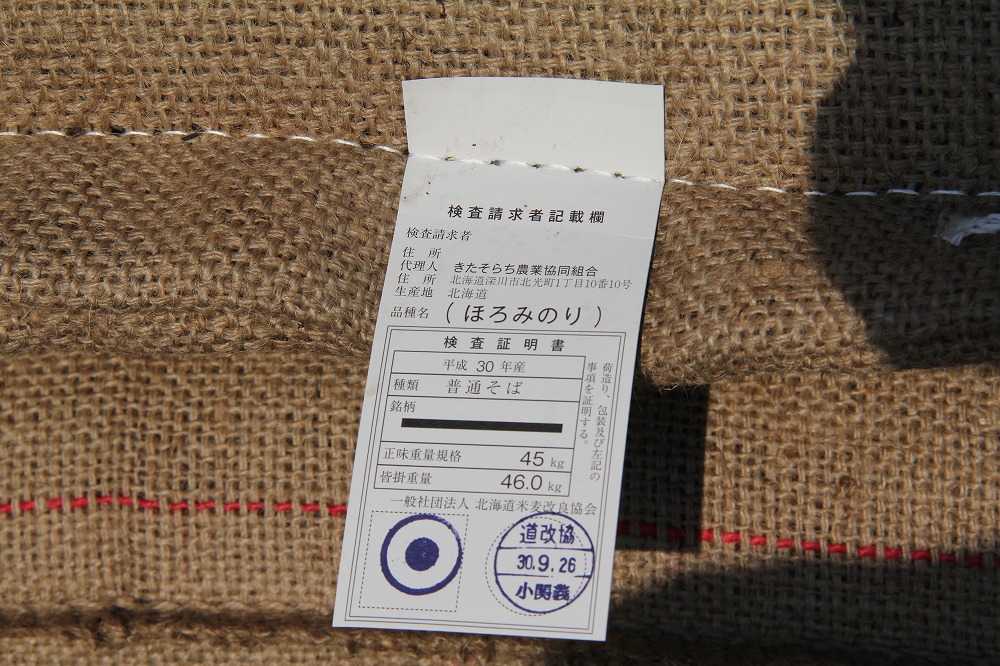 検査請求者記載欄
検査請求者
住所
代理人 きたそらち農業協同組合
住所 北海道深川市北光町1丁目10番10号
生産地 北海道
品種名 (ほろみのり)
検査証明書
平成 30 年産
種類 普通そば
銘柄
正味重量規格 45 kg
皆掛重量 46.0 kg
荷造り、包装及び左記の
事項を証明する。
一般社団法人 北海道米麦改良協会
道改協
30.9.26
小関義